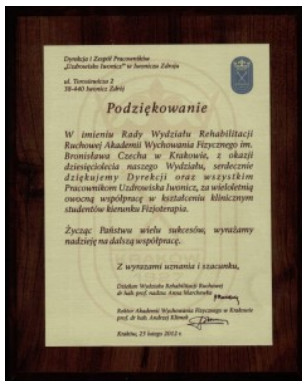 Dyrekcja i Zespół Pracowników
„Uzdrowiska Iwonicz” w Iwoniczu Zdroju
ul. Torosiewicza 2
38-440 Iwonicz Zdrój
Podziękowanie
W imieniu Rady Wydziału Rehabilitacji
Ruchowej Akademii Wychowania Fizycznego im.
Bronisława Czecha w Krakowie, z okazji
dziesięciolecia naszego Wydziału, serdecznie
dziękujemy Dyrekcji oraz wszystkim
Pracownikom Uzdrowiska Iwonicz, za wieloletnią
owocną współpracę w kształceniu klinicznym
studentów kierunku Fizjoterapia.
Życząc Państwu wielu sukcesów, wyrażamy
nadzieję na dalszą współpracę.
Z wyrazami uznania i szacunku,
Dziekan Wydziału Rehabilitacji Ruchowej
dr hab. prof. nadzw. Anna Marchewka
Rektor Akademii Wychowania Fizycznego w Krakowie
prof. dr hab. Andrzej Klimek
Kraków, 25 lutego 2012 r.